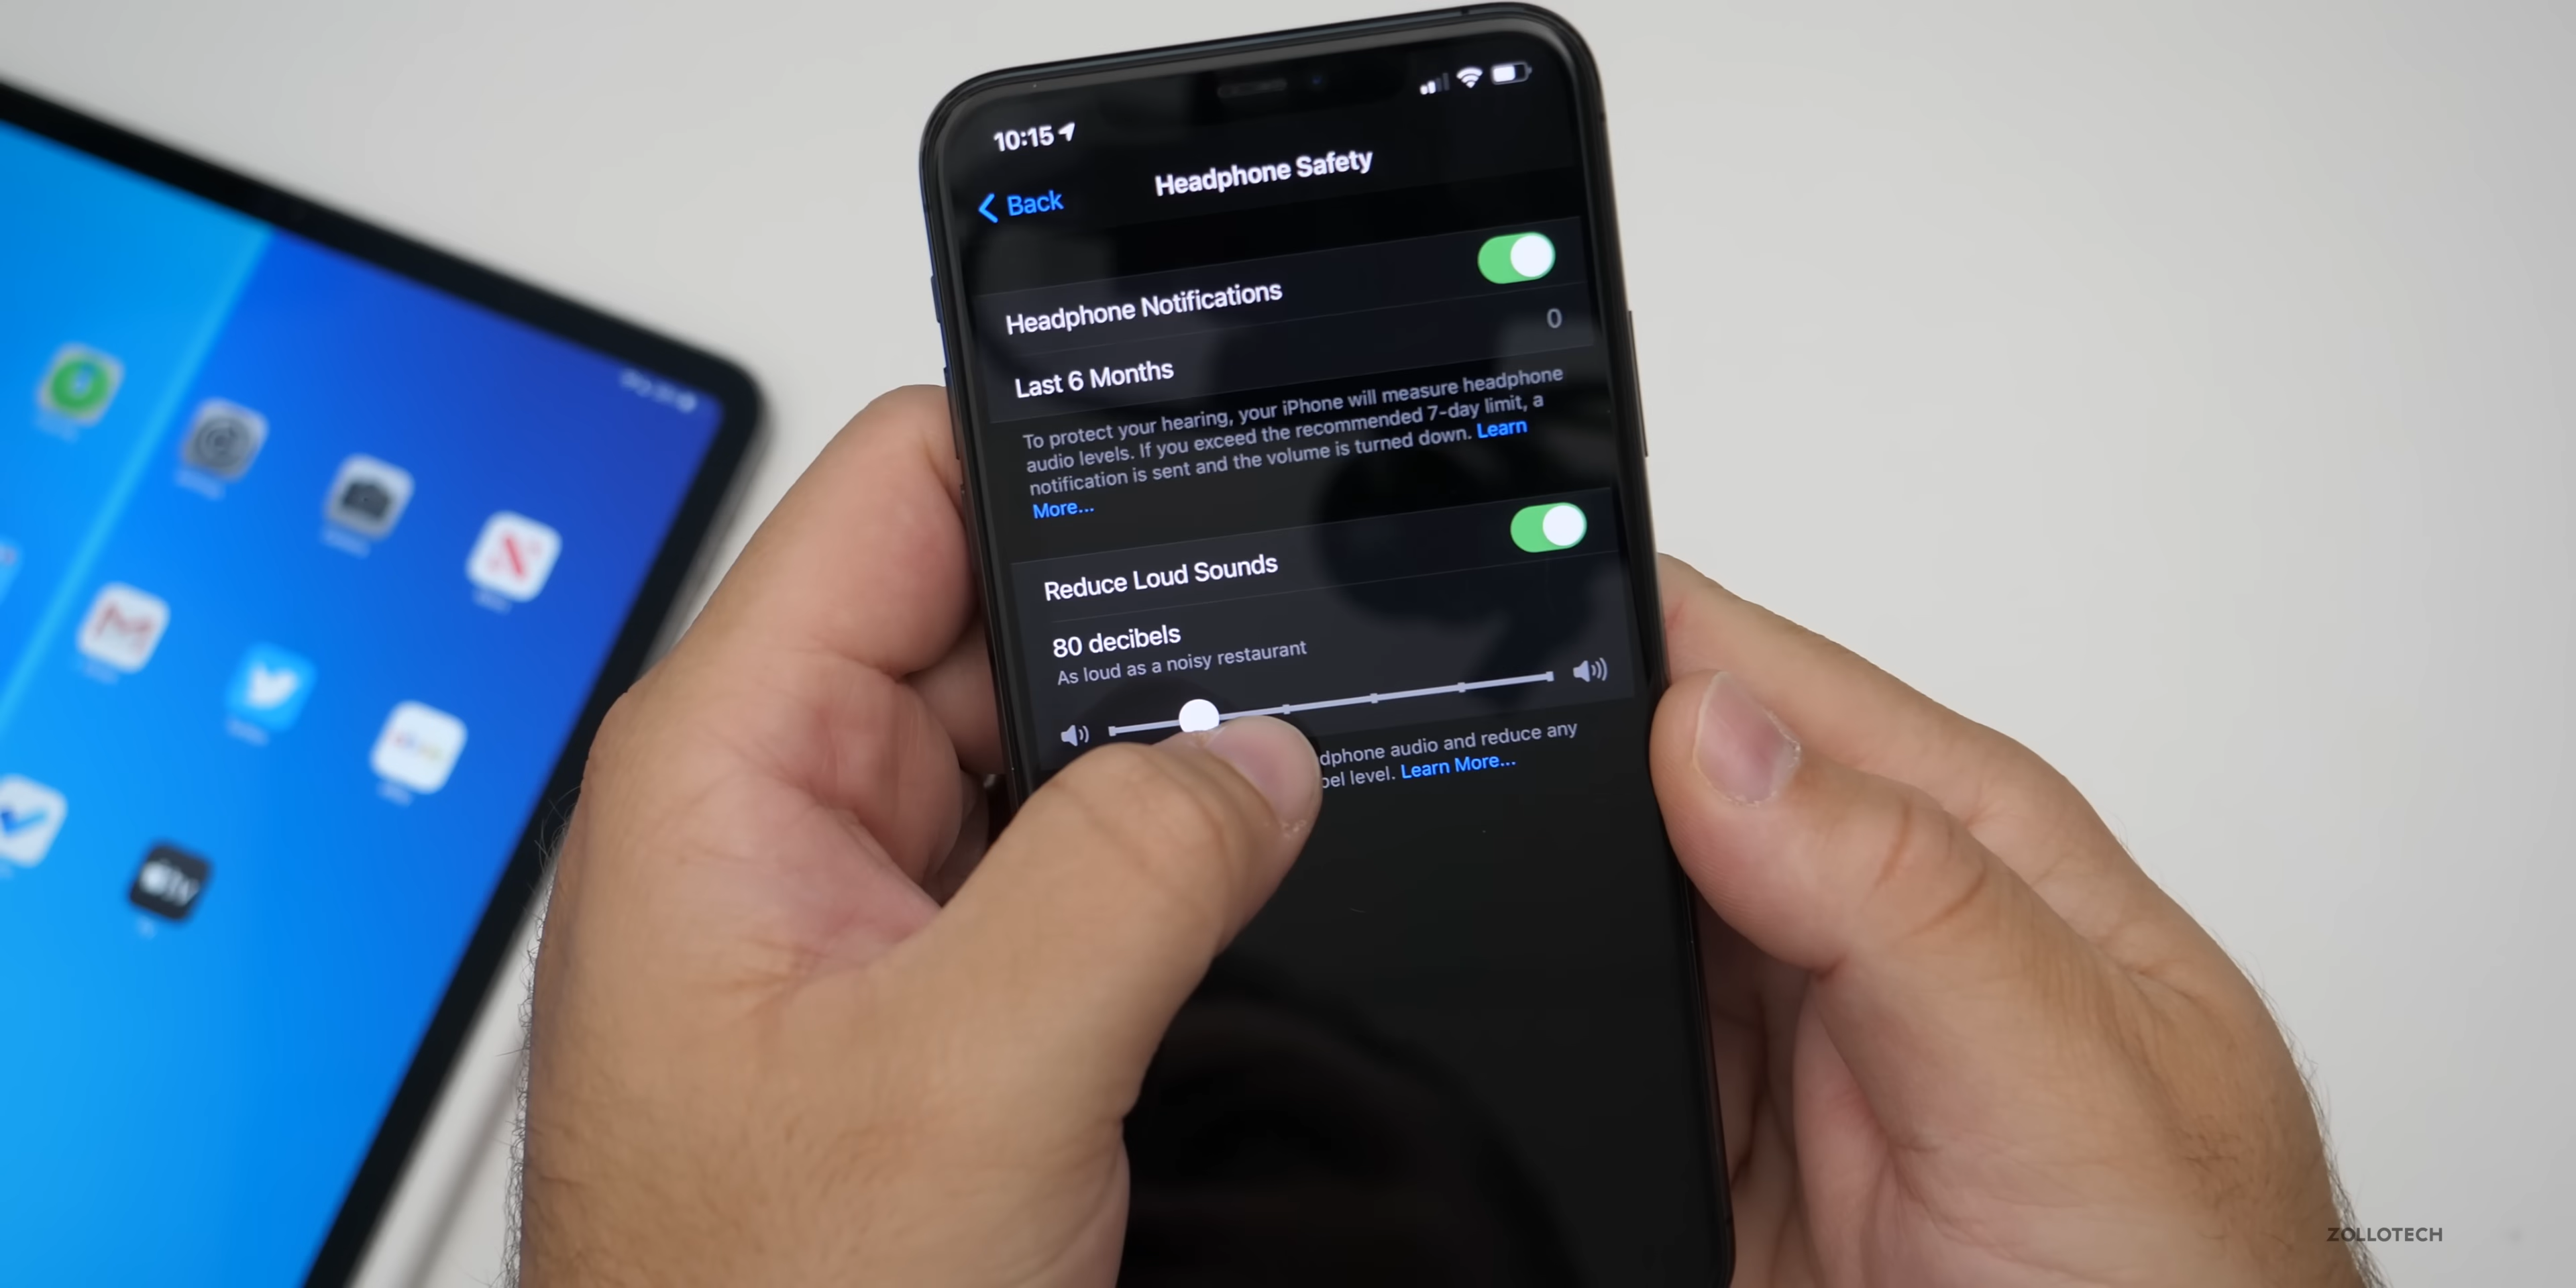 10:15
Back
Headphone Safety
Headphone Notifications
Last 6 Months
0
To protect your hearing, your iPhone will measure headphone
audio levels. If you exceed the recommended 7-day limit, a
notification is sent and the volume is turned down. Learn
More...
Reduce Loud Sounds
80 decibels
As loud as a noisy restaurant
audio and reduce any
level. Learn More...
tv
ZOLLOTECH